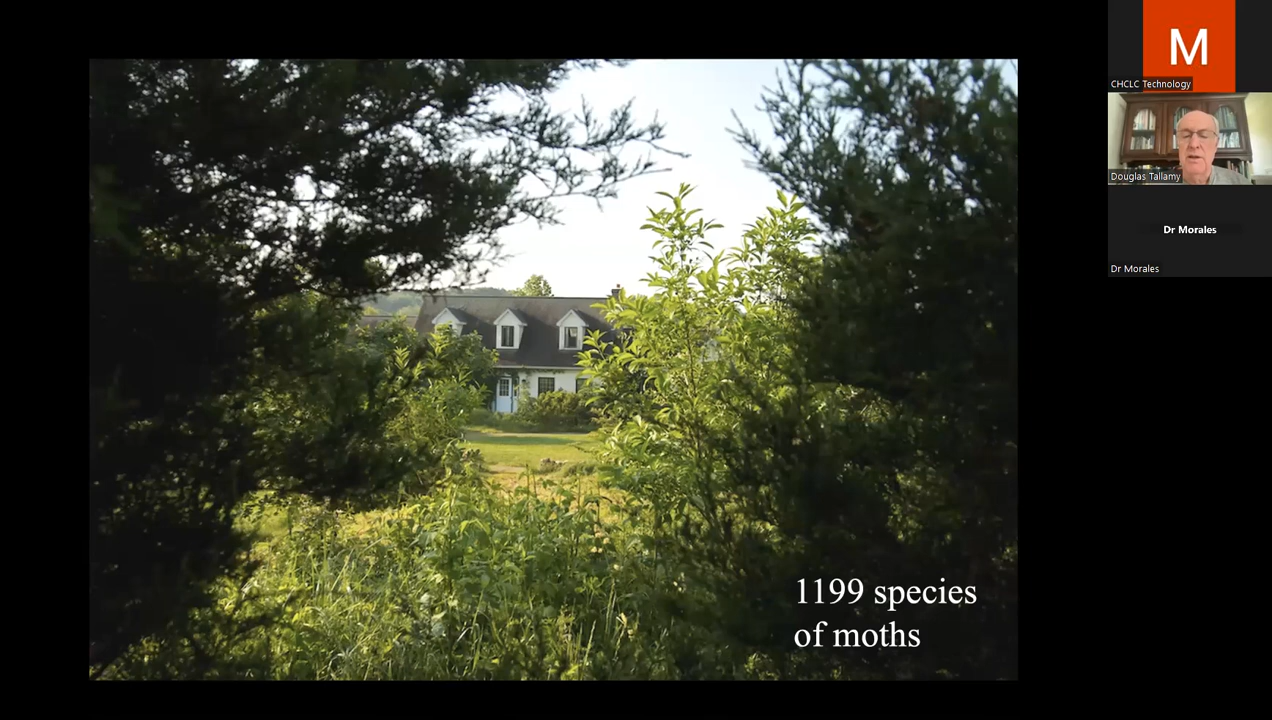 M
CHCLC Technology
Douglas Tallamy
Dr Morales
Dr Morales
1199 species
of moths